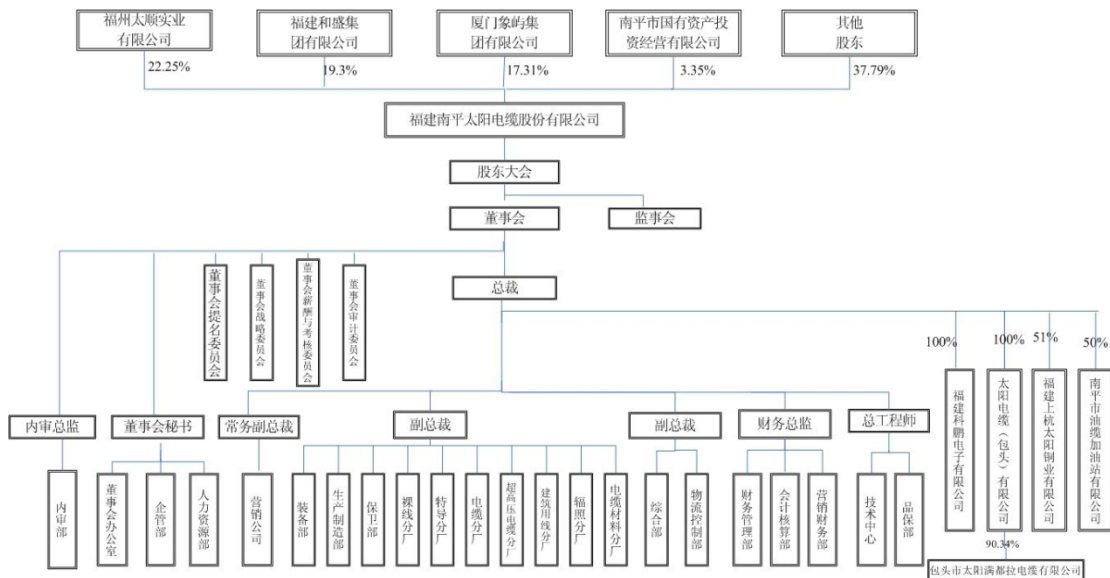 福州太顺实业
有限公司
福建和盛集
团有限公司
厦门象屿集
团有限公司
南平市国有资产投
资经营有限公司
其他
股东
22.25%
19.3%
17.31%
3.35%
37.79%
福建南平太阳电缆股份有限公司
股东大会
董事会
监事会
董事会提名委员会
董事会战略委员会
董事会薪酬与考核委员会
董事会审计委员会
总裁
100%
100%
51%
50%
福建科鹏电子有限公司
太阳电缆（包头）有限公司
福建上杭太阳铜业有限公司
南平市油缆加油站有限公司
内审总监
董事会秘书
常务副总裁
副总裁
副总裁
财务总监
总工程师
内审部
董事会办公室
企管部
人力资源部
营销公司
装备部
生产制造部
保卫部
裸线分厂
特导分厂
电缆分厂
超高压电缆分厂
建筑用线分厂
辐照分厂
电缆材料分厂
综合部
物流控制部
财务管理部
会计核算部
营销财务部
技术中心
品保部
90.34%
包头市太阳满都拉电缆有限公司